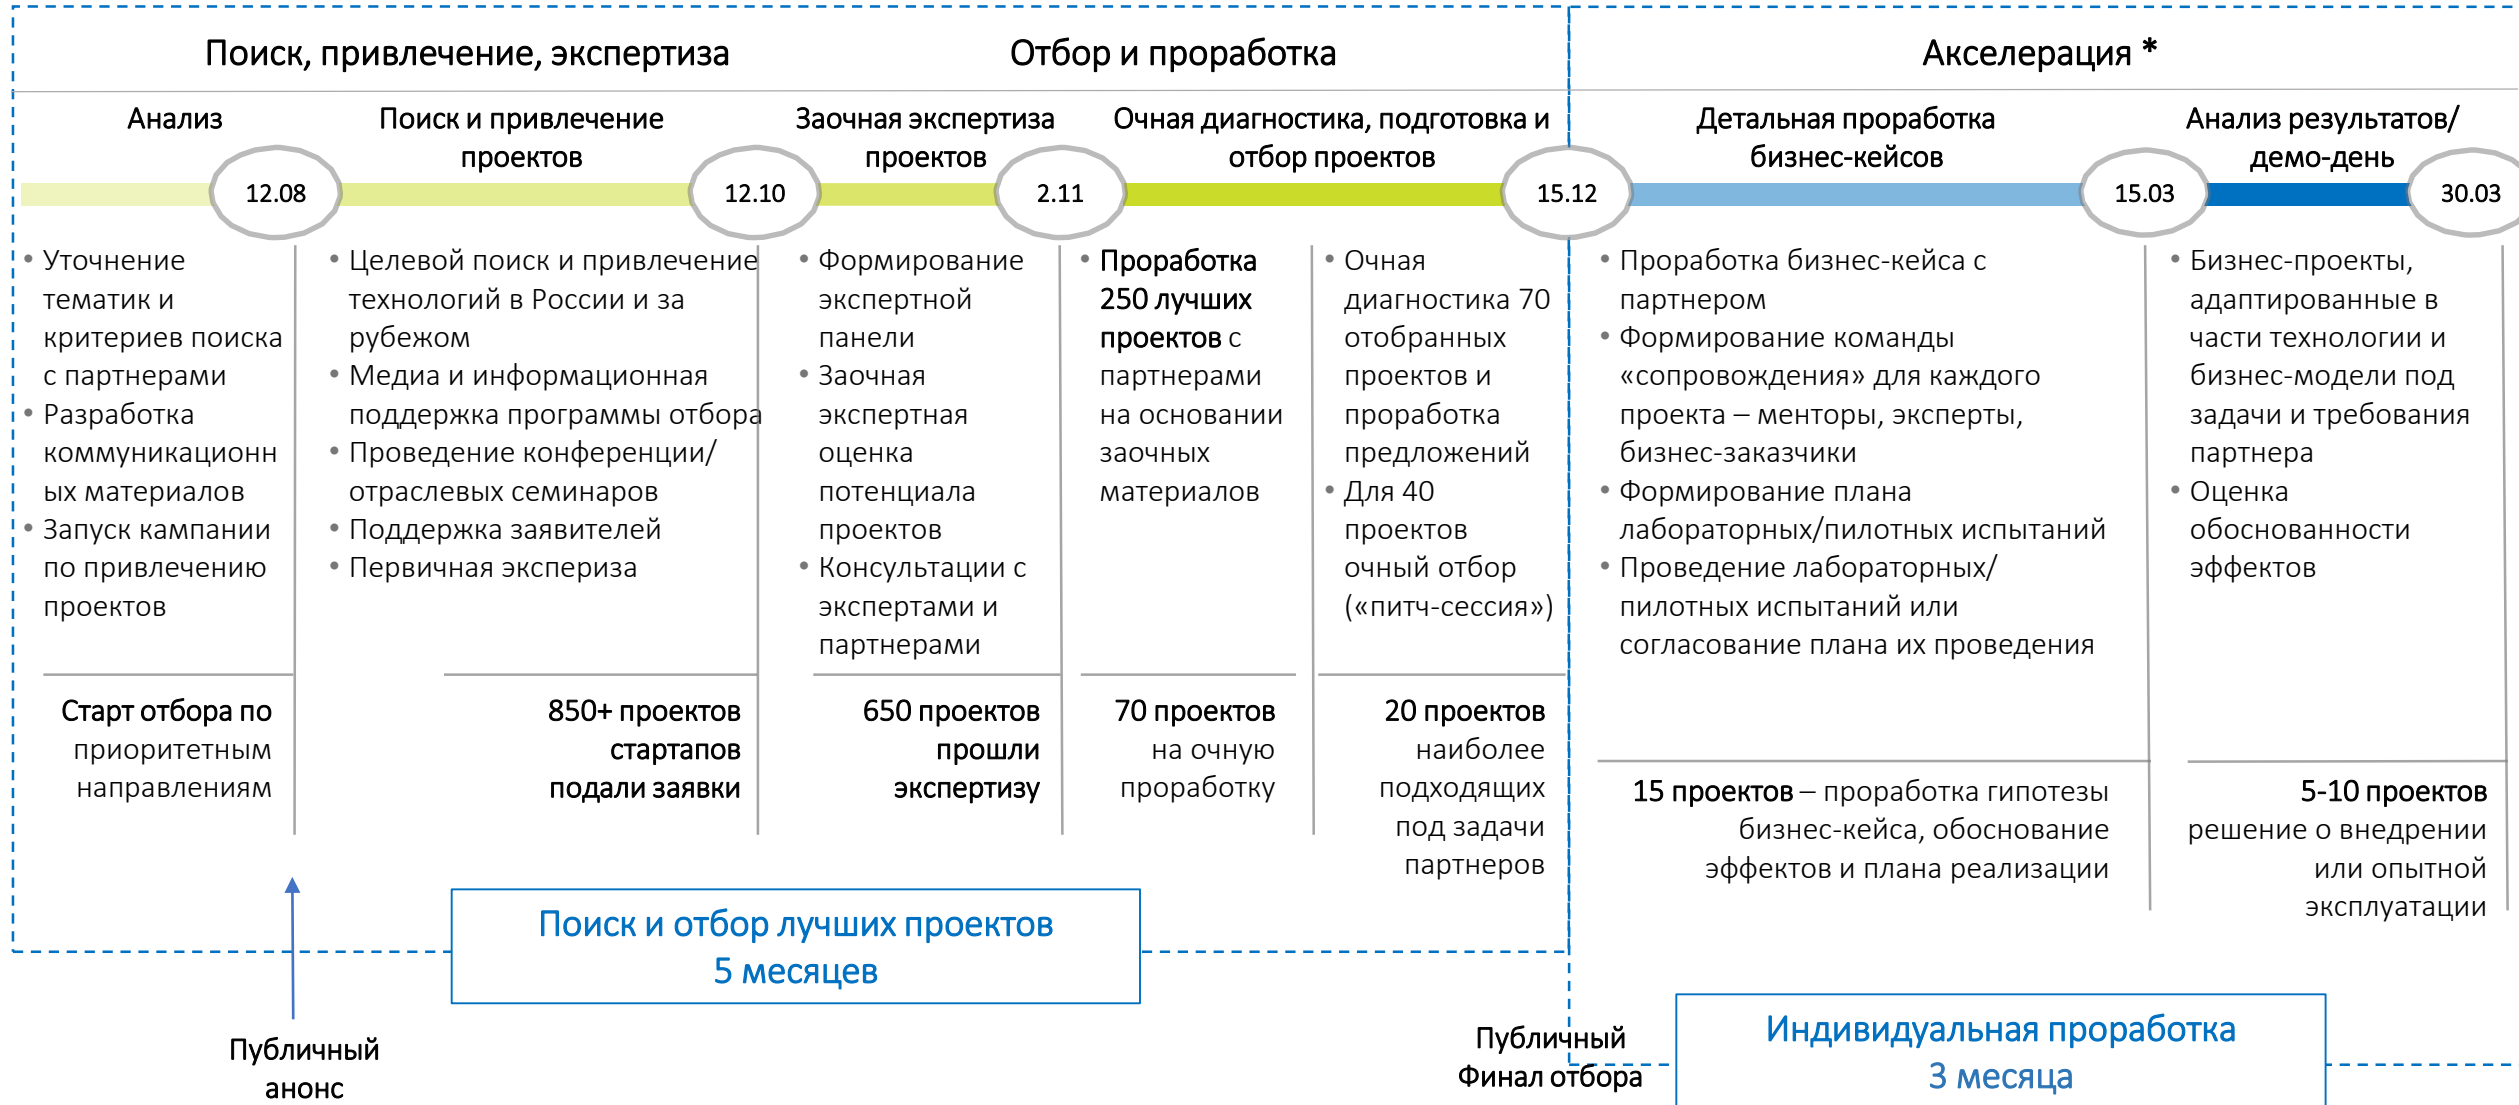 Поиск, привлечение, экспертиза
Отбор и проработка
Акселерация *
Анализ
Поиск и привлечение
проектов
Заочная экспертиза
проектов
Очная диагностика, подготовка и
отбор проектов
Детальная проработка
бизнес-кейсов
Анализ результатов/
демо-день
12.08
12.10
2.11
15.12
15.03
30.03
• Уточнение
тематик и
критериев поиска
с партнерами
• Разработка
коммуникационн
ых материалов
• Запуск кампании
по привлечению
проектов
• Целевой поиск и привлечение
технологий в России и за
рубежом
• Медиа и информационная
поддержка программы отбора
• Проведение конференции/
отраслевых семинаров
• Поддержка заявителей
• Первичная экспериза
• Формирование
экспертной
панели
• Заочная
экспертная
оценка
потенциала
проектов
• Консультации с
экспертами и
партнерами
• Проработка
250 лучших
проектов с
партнерами
на основании
заочных
материалов
• Очная
диагностика 70
отобранных
проектов и
проработка
предложений
• Для 40
проектов
очный отбор
(«питч-сессия»)
• Проработка бизнес-кейса с
партнером
• Формирование команды
«сопровождения» для каждого
проекта – менторы, эксперты,
бизнес-заказчики
• Формирование плана
лабораторных/пилотных испытаний
• Проведение лабораторных/
пилотных испытаний или
согласование плана их проведения
• Бизнес-проекты,
адаптированные в
части технологии и
бизнес-модели под
задачи и требования
партнера
• Оценка
обоснованности
эффектов
Старт отбора по
приоритетным
направлениям
850+ проектов
стартапов
подали заявки
650 проектов
прошли
экспертизу
70 проектов
на очную
проработку
20 проектов
наиболее
подходящих
под задачи
партнеров
15 проектов – проработка гипотезы
бизнес-кейса, обоснование
эффектов и плана реализации
5-10 проектов
решение о внедрении
или опытной
эксплуатации
Поиск и отбор лучших проектов
5 месяцев
Публичный
анонс
Публичный
Финал отбора
Индивидуальная проработка
3 месяца